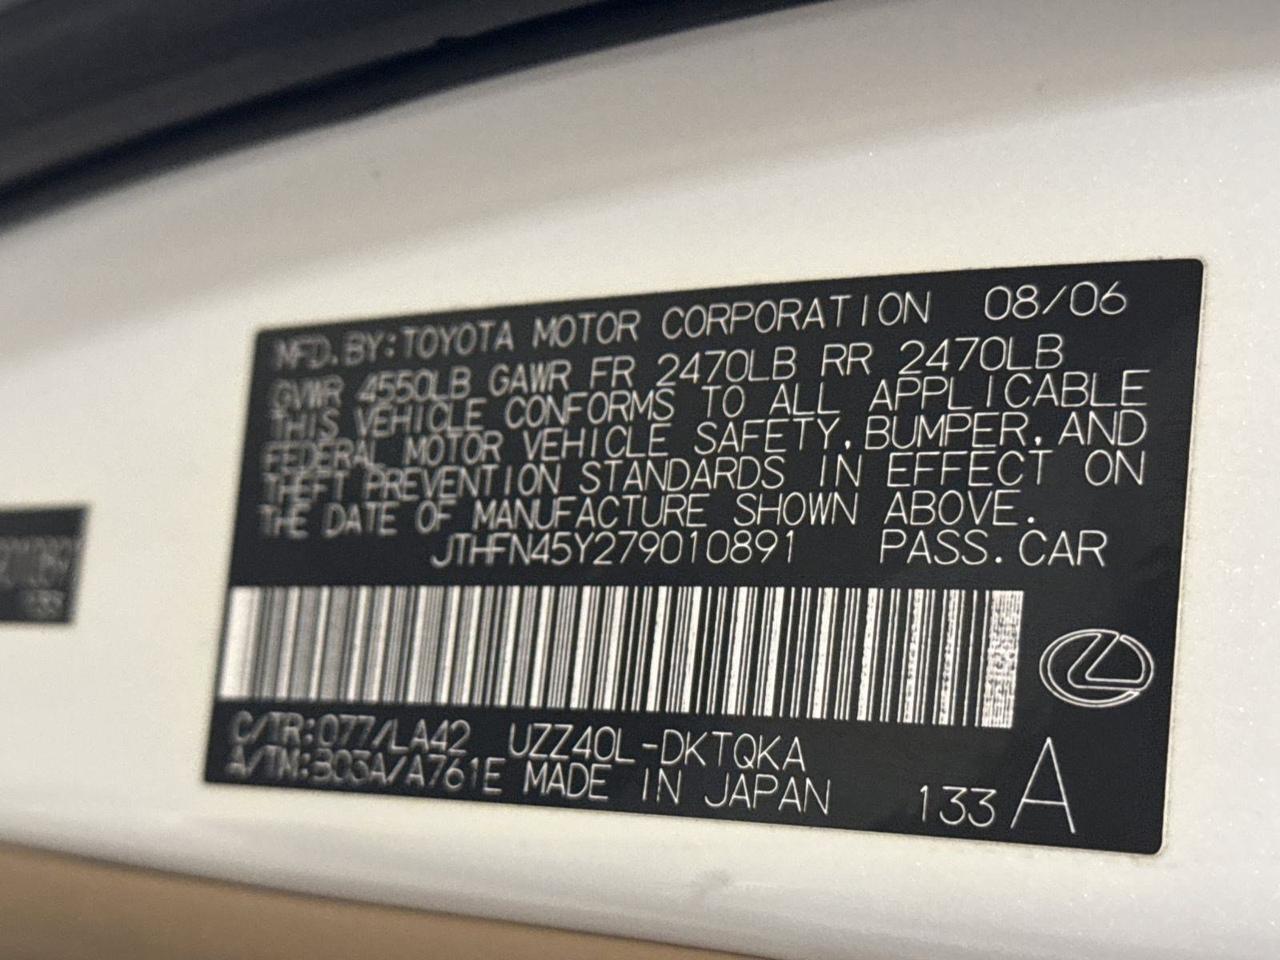 MFD. BY: TOYOTA MOTOR CORPORATION 08/06
GVWR 4550LB GAWR FR 2470LB RR 2470LB
THIS VEHICLE CONFORMS TO ALL APPLICABLE
FEDERAL MOTOR VEHICLE SAFETY, BUMPER, AND
THEFT PREVENTION STANDARDS IN EFFECT ON
THE DATE OF MANUFACTURE SHOWN ABOVE.
JTHFN45Y279010891 PASS. CAR
C/TR: 077/LA42 UZZ40L-DKTQKA
A/TM: B03A/A761E MADE IN JAPAN
133 A